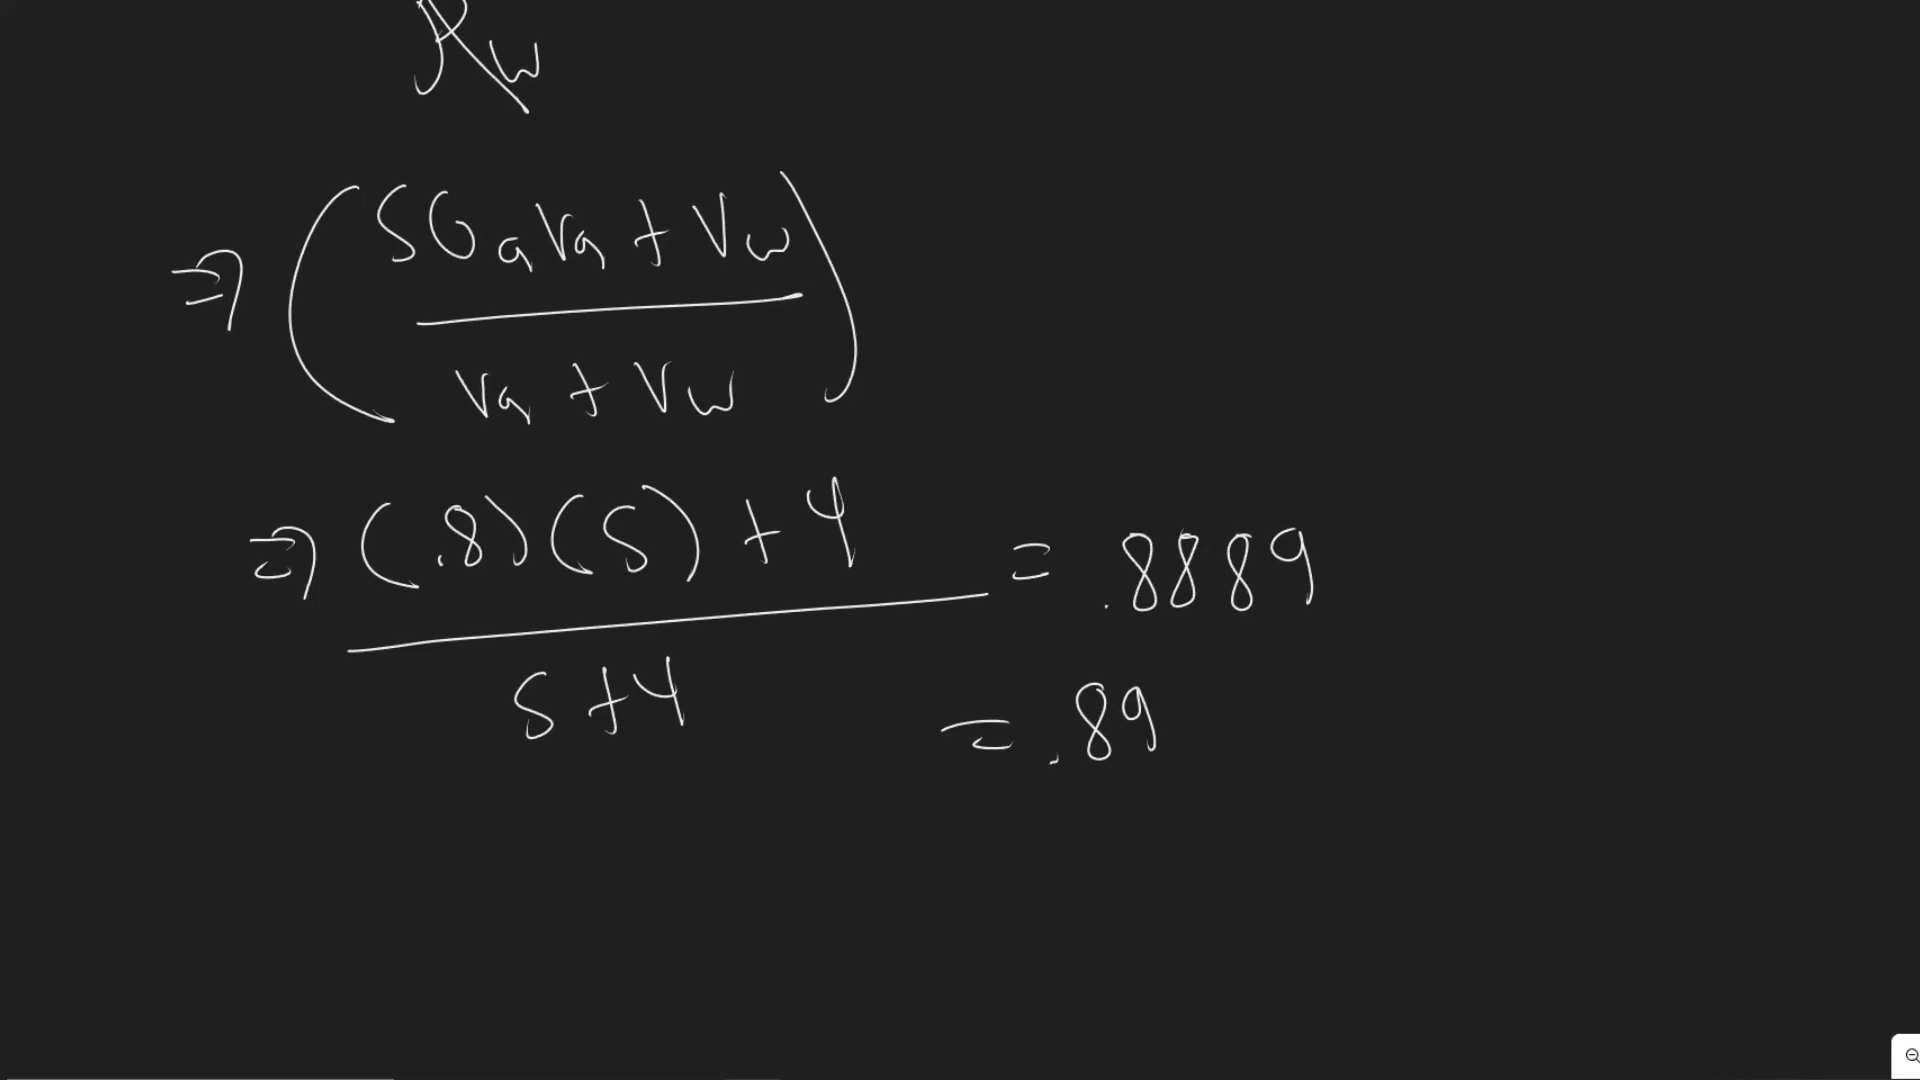 ρw
⇒ (SGaVa + Vw)
Va + Vw
⇒ (.8)(5) + 4 = .8889
5 + 4
= .89